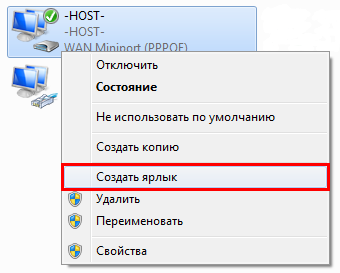 -HOST-
-HOST-
WAN Miniport (PPPOE)
Отключить
Состояние
Не использовать по умолчанию
Создать копию
Создать ярлык
Удалить
Переименовать
Свойства